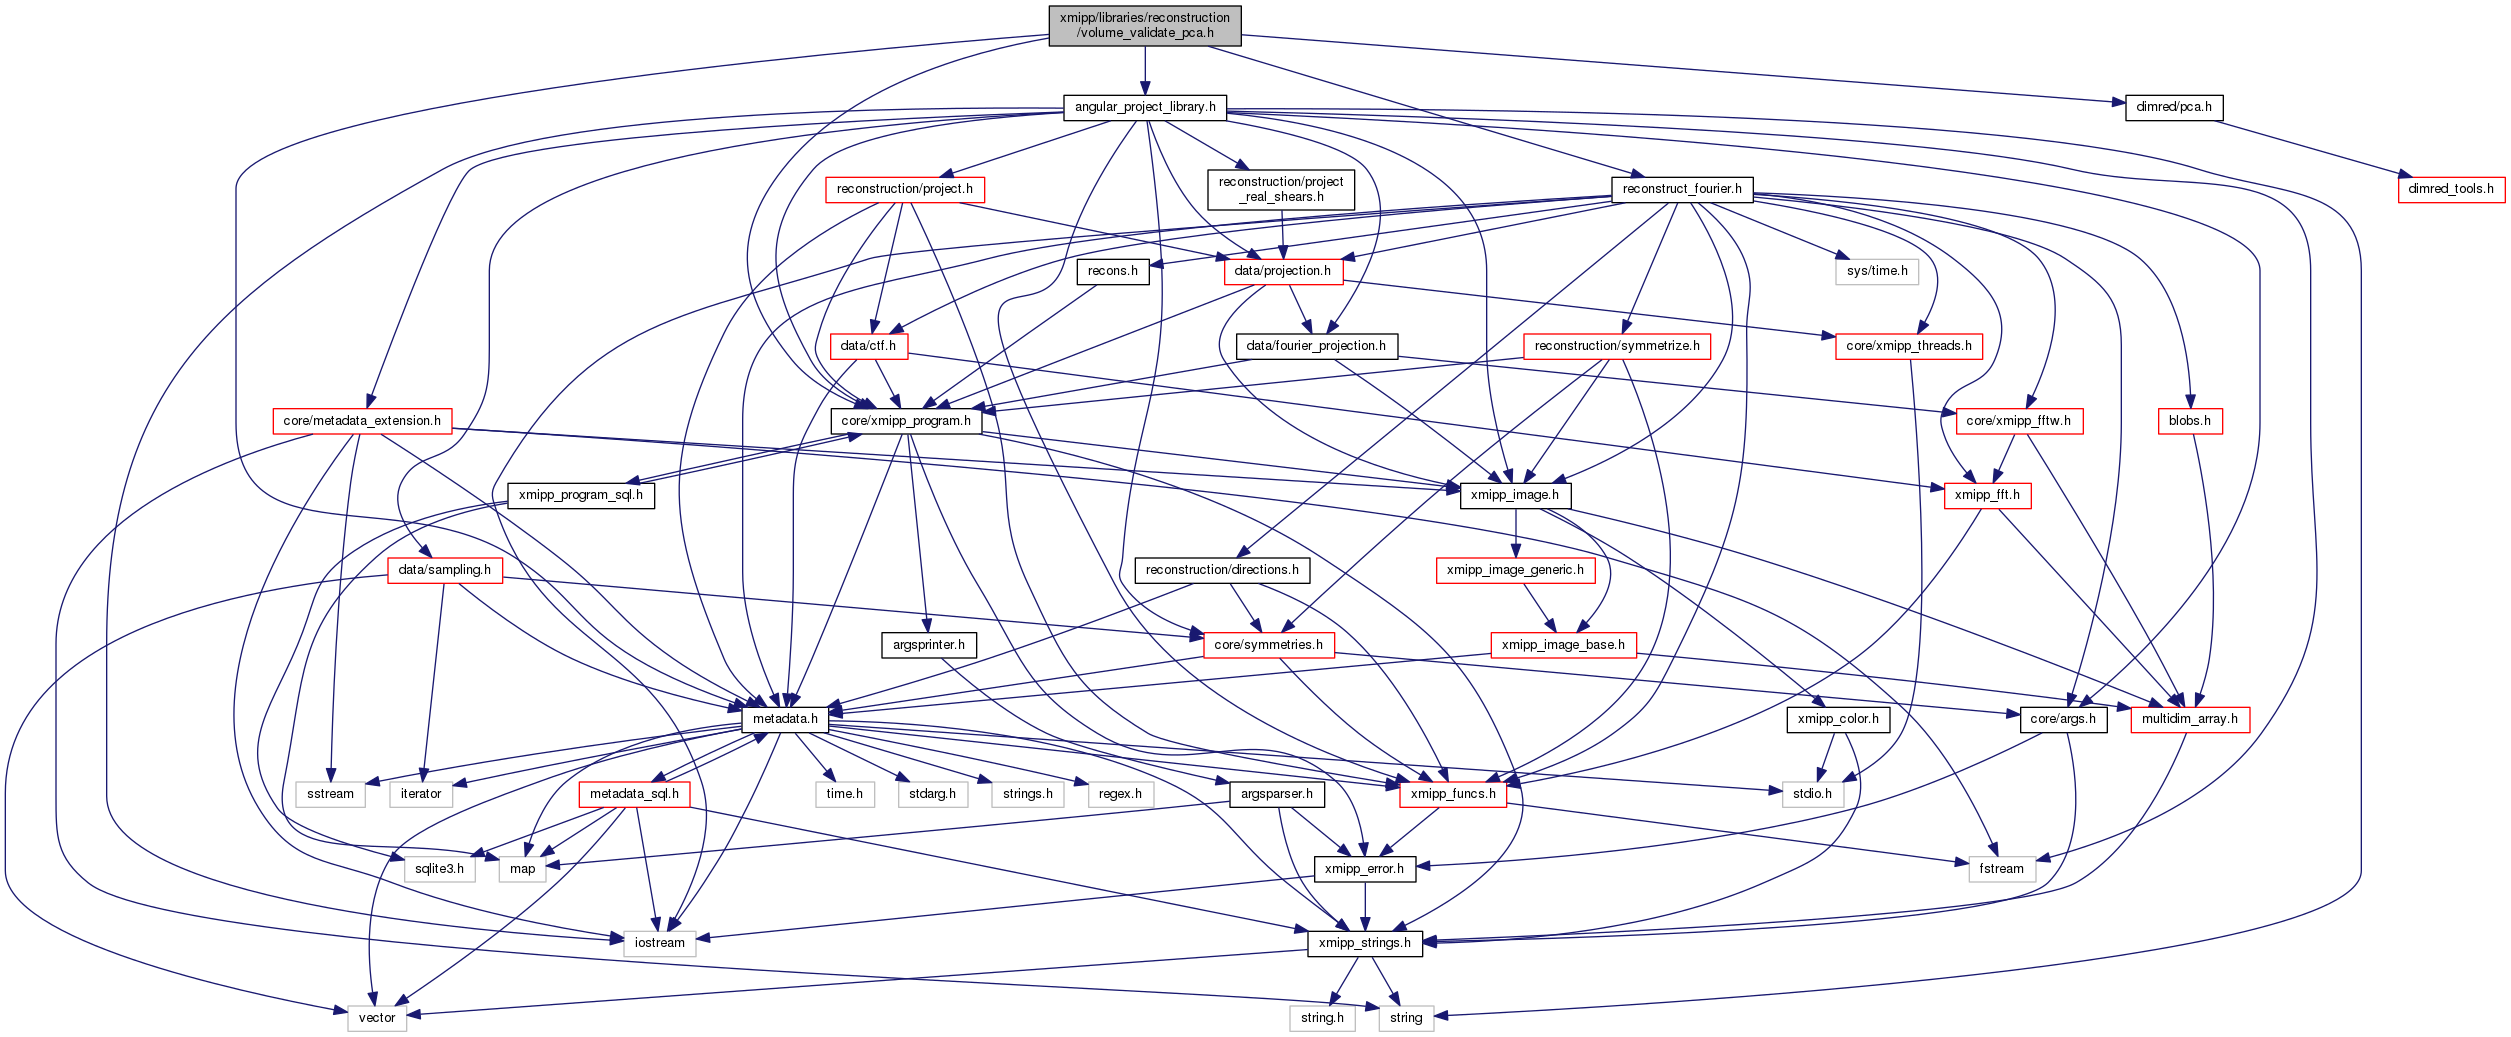 xmipp/libraries/reconstruction
/volume_validate_pca.h
angular_project_library.h
dimred/pca.h
reconstruction/project.h
reconstruction/project
_real_shears.h
reconstruct_fourier.h
dimred_tools.h
recons.h
data/projection.h
sys/time.h
data/ctf.h
data/fourier_projection.h
reconstruction/symmetrize.h
core/xmipp_threads.h
core/metadata_extension.h
core/xmipp_program.h
core/xmipp_fftw.h
blobs.h
xmipp_program_sql.h
xmipp_image.h
xmipp_fft.h
data/sampling.h
reconstruction/directions.h
xmipp_image_generic.h
argsprinter.h
core/symmetries.h
xmipp_image_base.h
metadata.h
xmipp_color.h
core/args.h
multidim_array.h
sstream
iterator
metadata_sql.h
time.h
stdarg.h
strings.h
regex.h
argsparser.h
xmipp_funcs.h
stdio.h
sqlite3.h
map
xmipp_error.h
fstream
iostream
xmipp_strings.h
vector
string.h
string